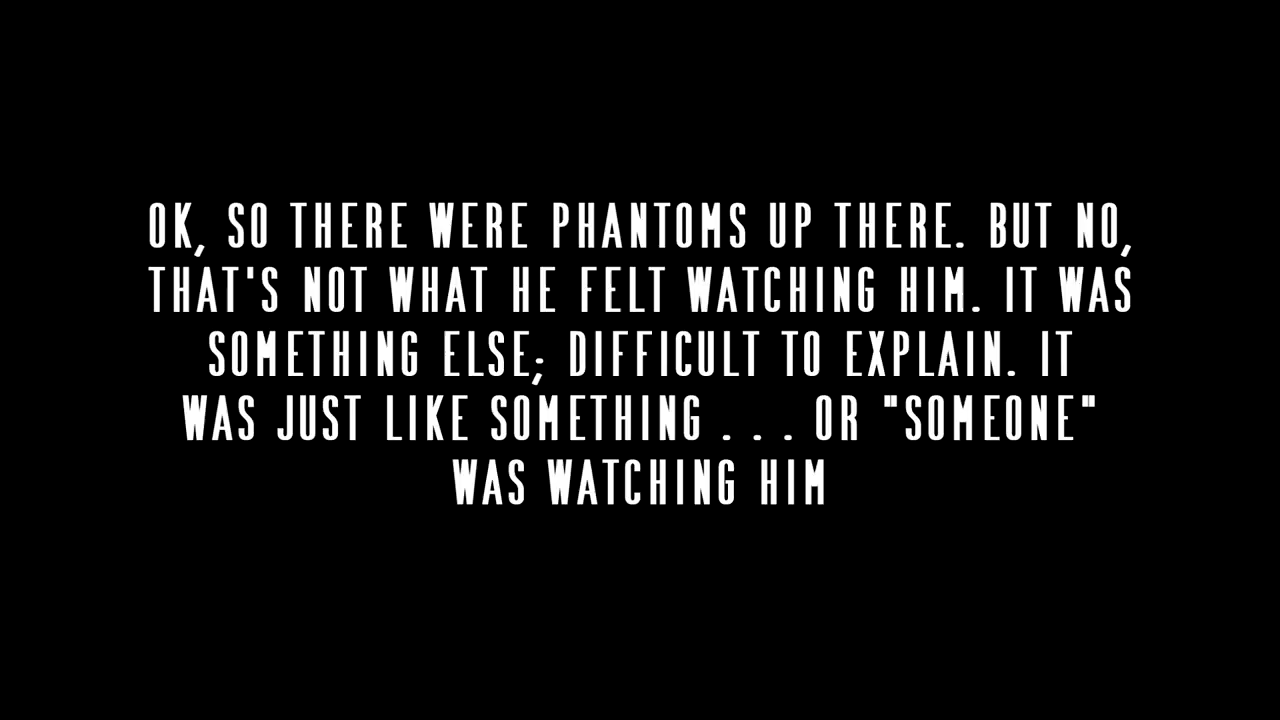 OK, SO THERE WERE PHANTOMS UP THERE. BUT NO,
THAT'S NOT WHAT HE FELT WATCHING HIM. IT WAS
SOMETHING ELSE; DIFFICULT TO EXPLAIN. IT
WAS JUST LIKE SOMETHING . . . OR "SOMEONE"
WAS WATCHING HIM